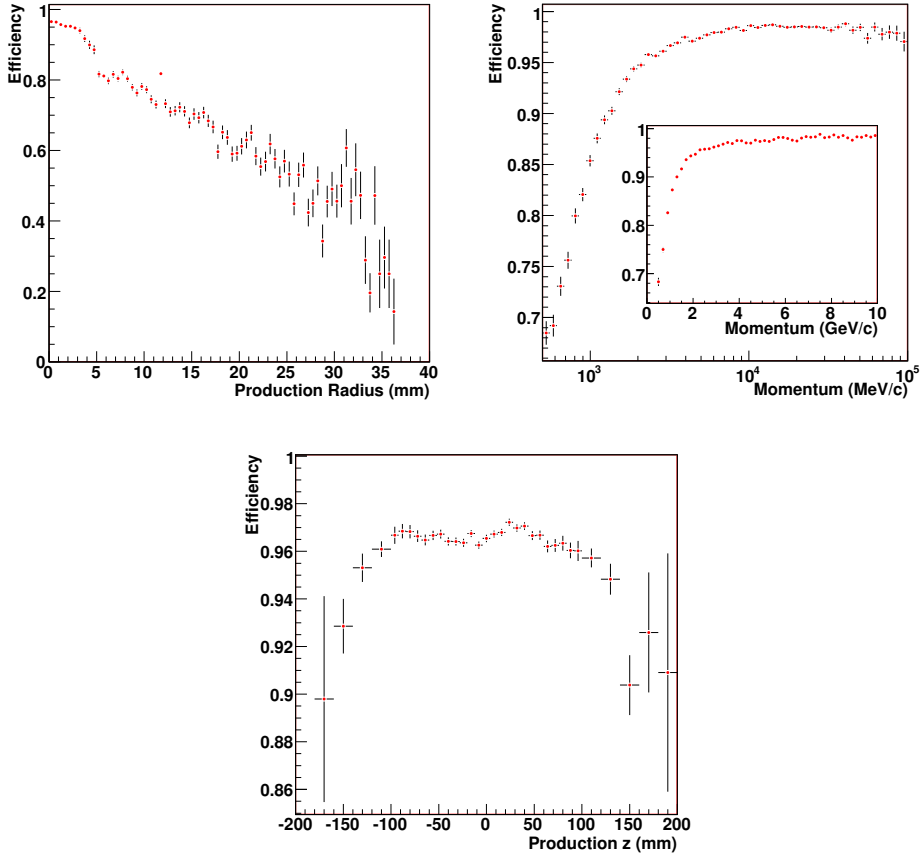 Efficiency
1
0.8
0.6
0.4
0.2
0
0 5 10 15 20 25 30 35 40
Production Radius (mm)
Efficiency
1
0.95
0.9
0.85
0.8
0.75
0.7
10³ 10⁴ 10⁵
Momentum (MeV/c)
1
0.9
0.8
0.7
0 2 4 6 8 10
Momentum (GeV/c)
Efficiency
1
0.98
0.96
0.94
0.92
0.9
0.88
0.86
-200 -150 -100 -50 0 50 100 150 200
Production z (mm)